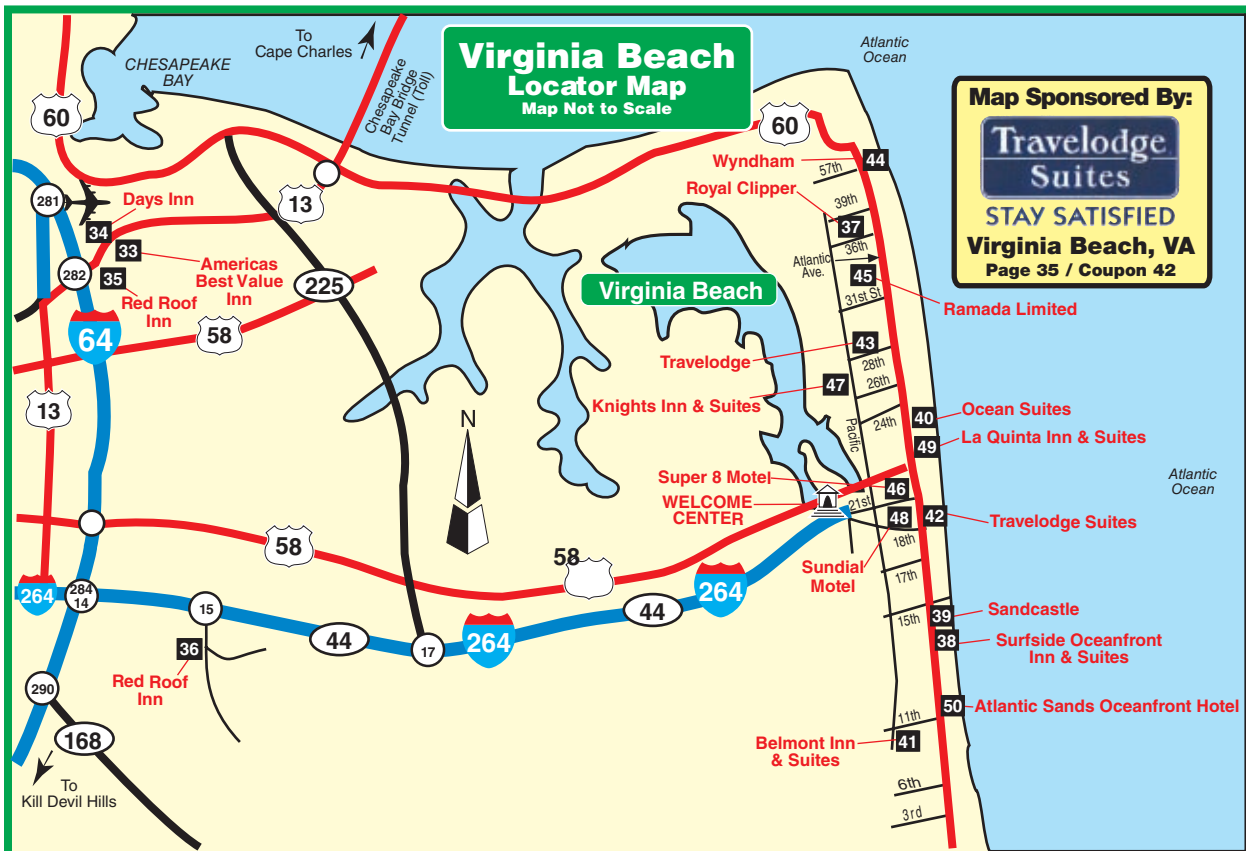 Virginia Beach
Locator Map
Map Not to Scale
To
Cape Charles
CHESAPEAKE
BAY
Chesapeake
Bay Bridge
Tunnel (Toll)
Atlantic
Ocean
Map Sponsored By:
Travelodge
Suites
STAY SATISFIED
Virginia Beach, VA
Page 35 / Coupon 42
60
60
Wyndham
44
57th
Royal Clipper
39th
37
36th
Atlantic
Ave.
45
31st St
Ramada Limited
281
34
Days Inn
33
Americas
Best Value
Inn
282
35
Red Roof
Inn
13
225
58
64
13
Virginia Beach
Travelodge
43
28th
47
26th
Knights Inn & Suites
24th
Pacific
40
Ocean Suites
49
La Quinta Inn & Suites
N
Super 8 Motel
46
WELCOME
CENTER
21st
48
42
Travelodge Suites
18th
Sundial
Motel
17th
Atlantic
Ocean
58
58
264
284
14
15
44
17
264
44
264
15th
39
Sandcastle
38
Surfside Oceanfront
Inn & Suites
36
Red Roof
Inn
290
168
To
Kill Devil Hills
50
Atlantic Sands Oceanfront Hotel
11th
41
Belmont Inn
& Suites
6th
3rd